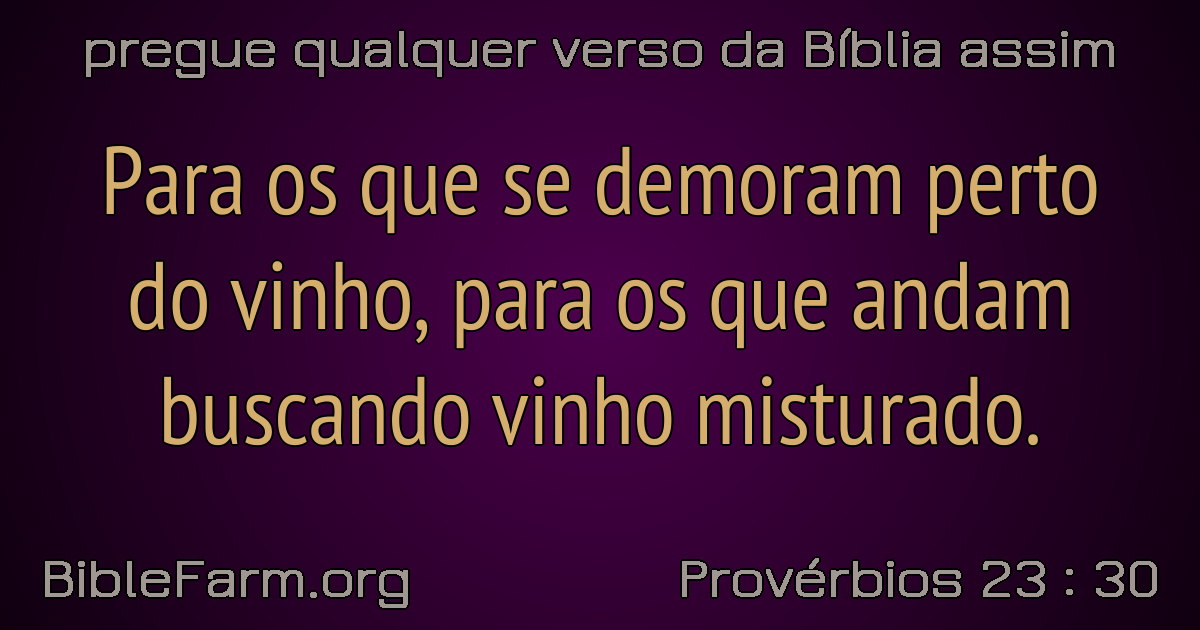 pregue qualquer verso da Bíblia assim
Para os que se demoram perto
do vinho, para os que andam
buscando vinho misturado.
BibleFarm.org
Provérbios 23 : 30